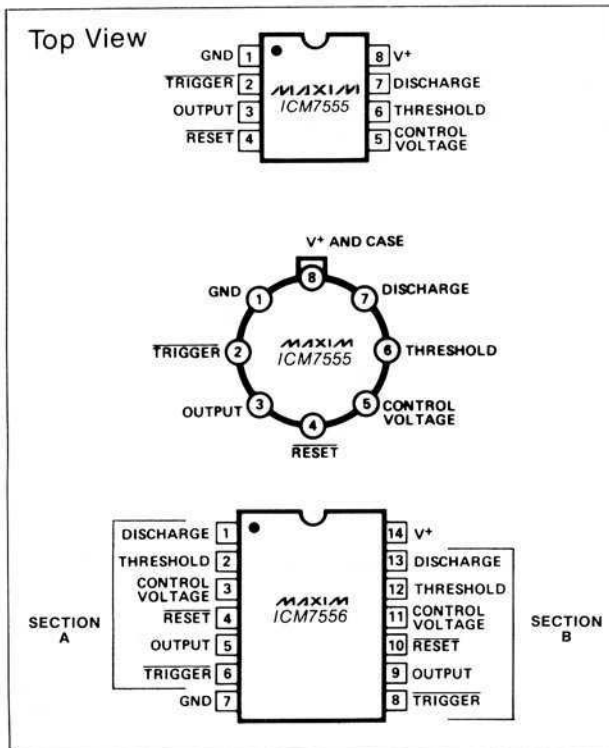 Top View
GND 1 8 V+
TRIGGER 2 7 DISCHARGE
MAXIM
ICM7555
OUTPUT 3 6 THRESHOLD
RESET 4 5 CONTROL
VOLTAGE
V+ AND CASE
8
GND 1 7 DISCHARGE
TRIGGER 2 MAXIM 6 THRESHOLD
ICM7555
OUTPUT 3 5 CONTROL
VOLTAGE
4
RESET
DISCHARGE 1 14 V+
13 DISCHARGE
THRESHOLD 2
12 THRESHOLD
CONTROL
VOLTAGE 3
MAXIM
ICM7556
11 CONTROL
VOLTAGE
SECTION
A
RESET 4
SECTION
B
10 RESET
OUTPUT 5
9 OUTPUT
TRIGGER 6
GND 7 8 TRIGGER